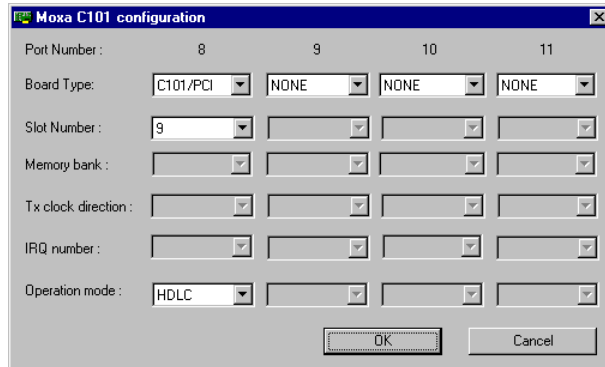 Moxa C101 configuration
Port Number : 8 9 10 11
Board Type: C101/PCI NONE NONE NONE
Slot Number : 9
Memory bank :
Tx clock direction :
IRQ number :
Operation mode : HDLC
OK Cancel